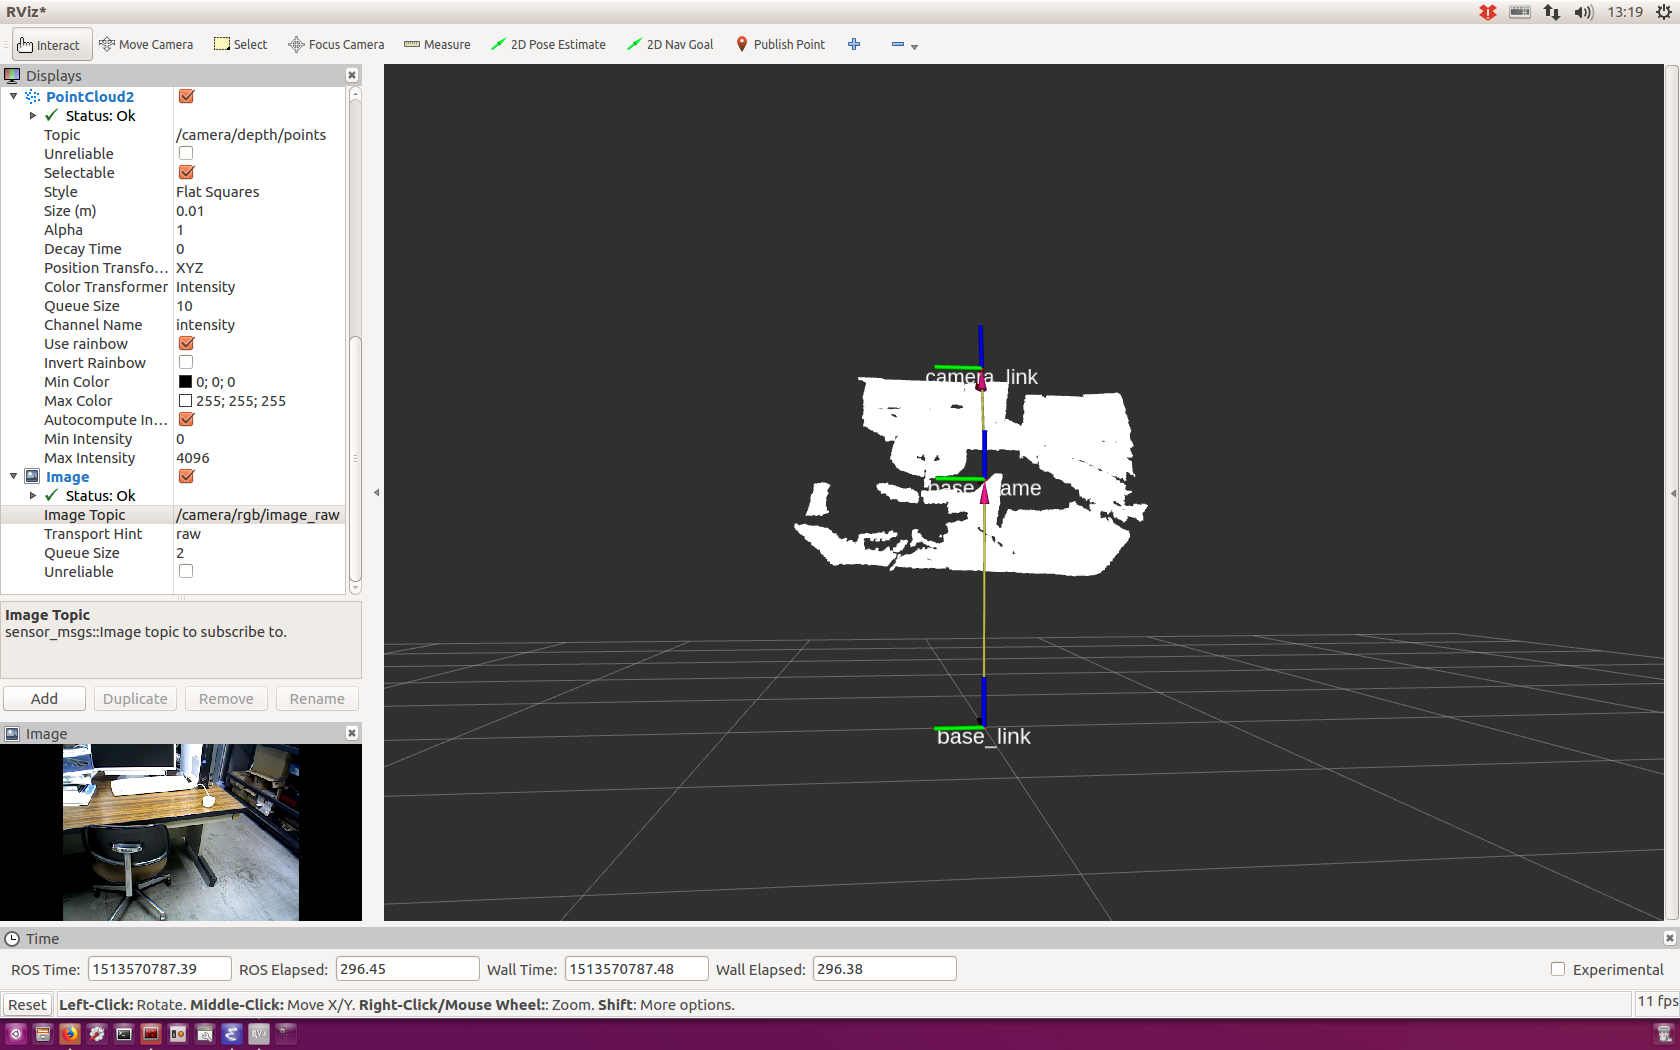 RViz*
13:19
Interact
Move Camera
Select
Focus Camera
Measure
2D Pose Estimate
2D Nav Goal
Publish Point
Displays
PointCloud2
Status: Ok
Topic /camera/depth/points
Unreliable
Selectable
Style Flat Squares
Size (m) 0.01
Alpha 1
Decay Time 0
Position Transfo... XYZ
Color Transformer Intensity
Queue Size 10
Channel Name intensity
Use rainbow
Invert Rainbow
Min Color 0; 0; 0
Max Color 255; 255; 255
Autocompute In...
Min Intensity 0
Max Intensity 4096
Image
Status: Ok
Image Topic /camera/rgb/image_raw
Transport Hint raw
Queue Size 2
Unreliable
Image Topic
sensor_msgs::Image topic to subscribe to.
Add Duplicate Remove Rename
Image
camera_link
base_link
Time
ROS Time: 1513570787.39 ROS Elapsed: 296.45 Wall Time: 1513570787.48 Wall Elapsed: 296.38 Experimental
Reset Left-Click: Rotate. Middle-Click: Move X/Y. Right-Click/Mouse Wheel:: Zoom. Shift: More options. 11 fps